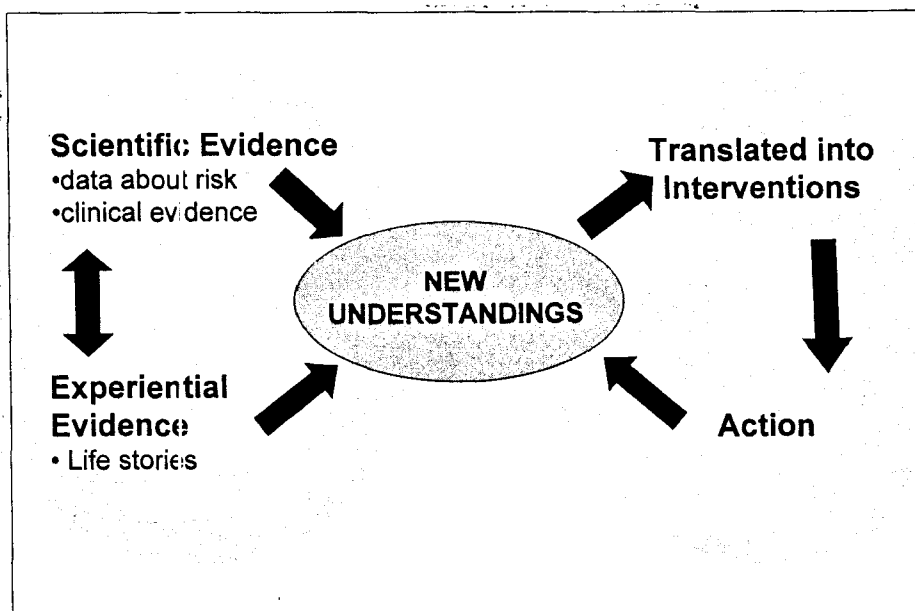 Scientific Evidence
•data about risk
•clinical evidence
Experiential
Evidence
• Life stories
NEW
UNDERSTANDINGS
Translated into
Interventions
Action